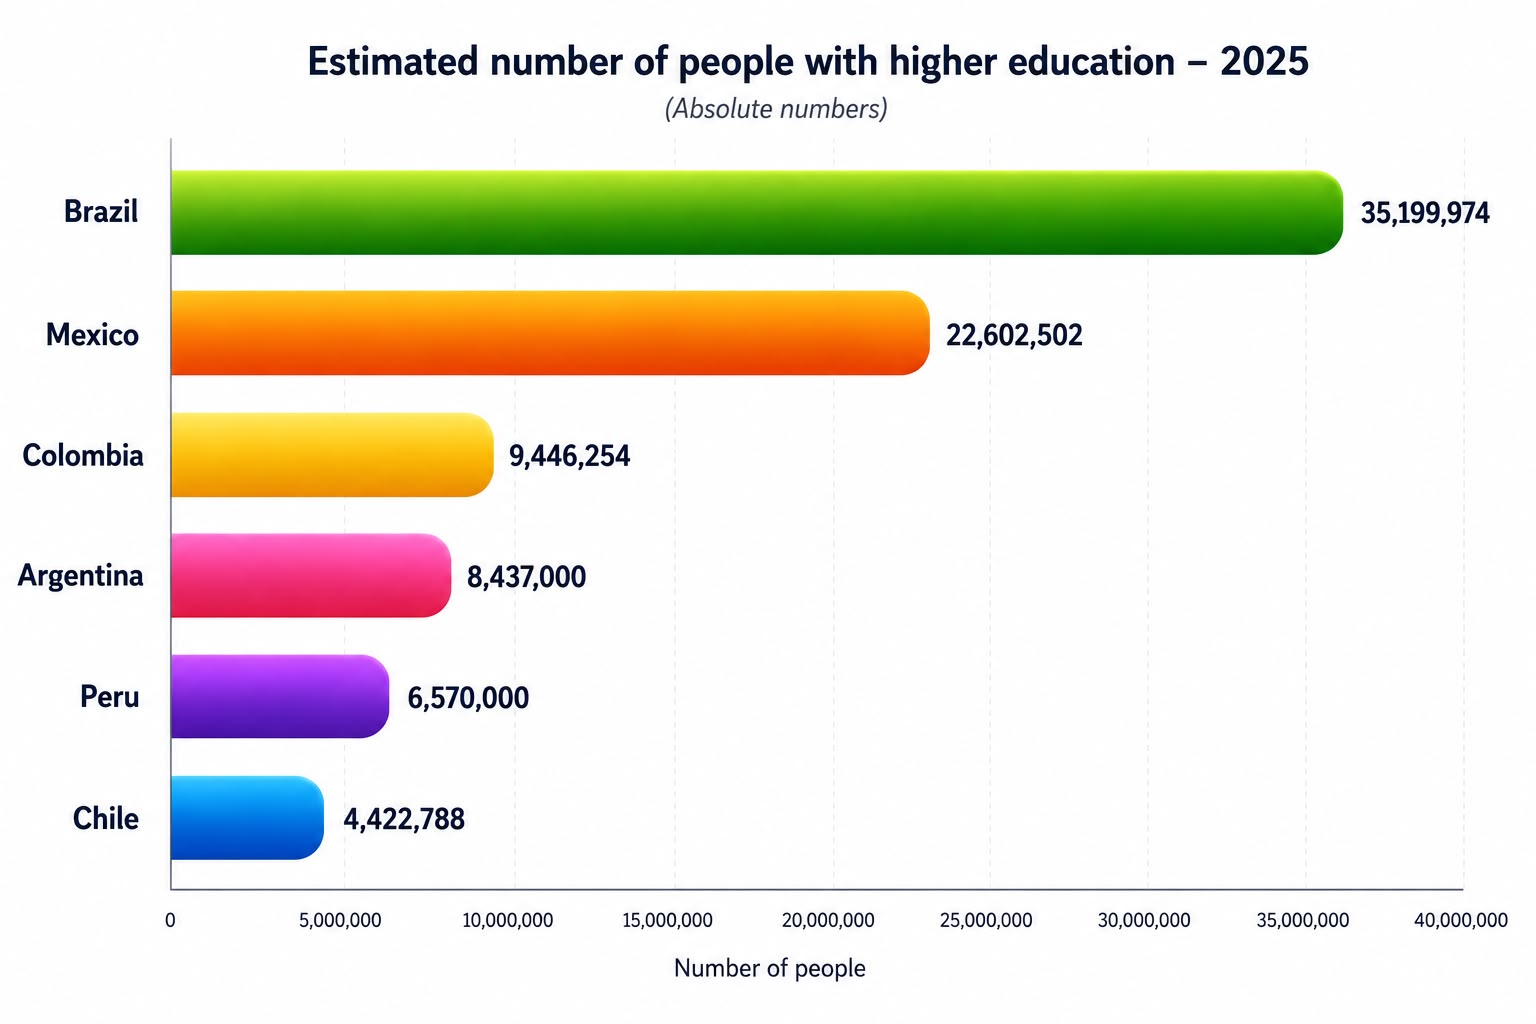 Estimated number of people with higher education – 2025
(Absolute numbers)
Brazil 35,199,974
Mexico 22,602,502
Colombia 9,446,254
Argentina 8,437,000
Peru 6,570,000
Chile 4,422,788
0 5,000,000 10,000,000 15,000,000 20,000,000 25,000,000 30,000,000 35,000,000 40,000,000
Number of people